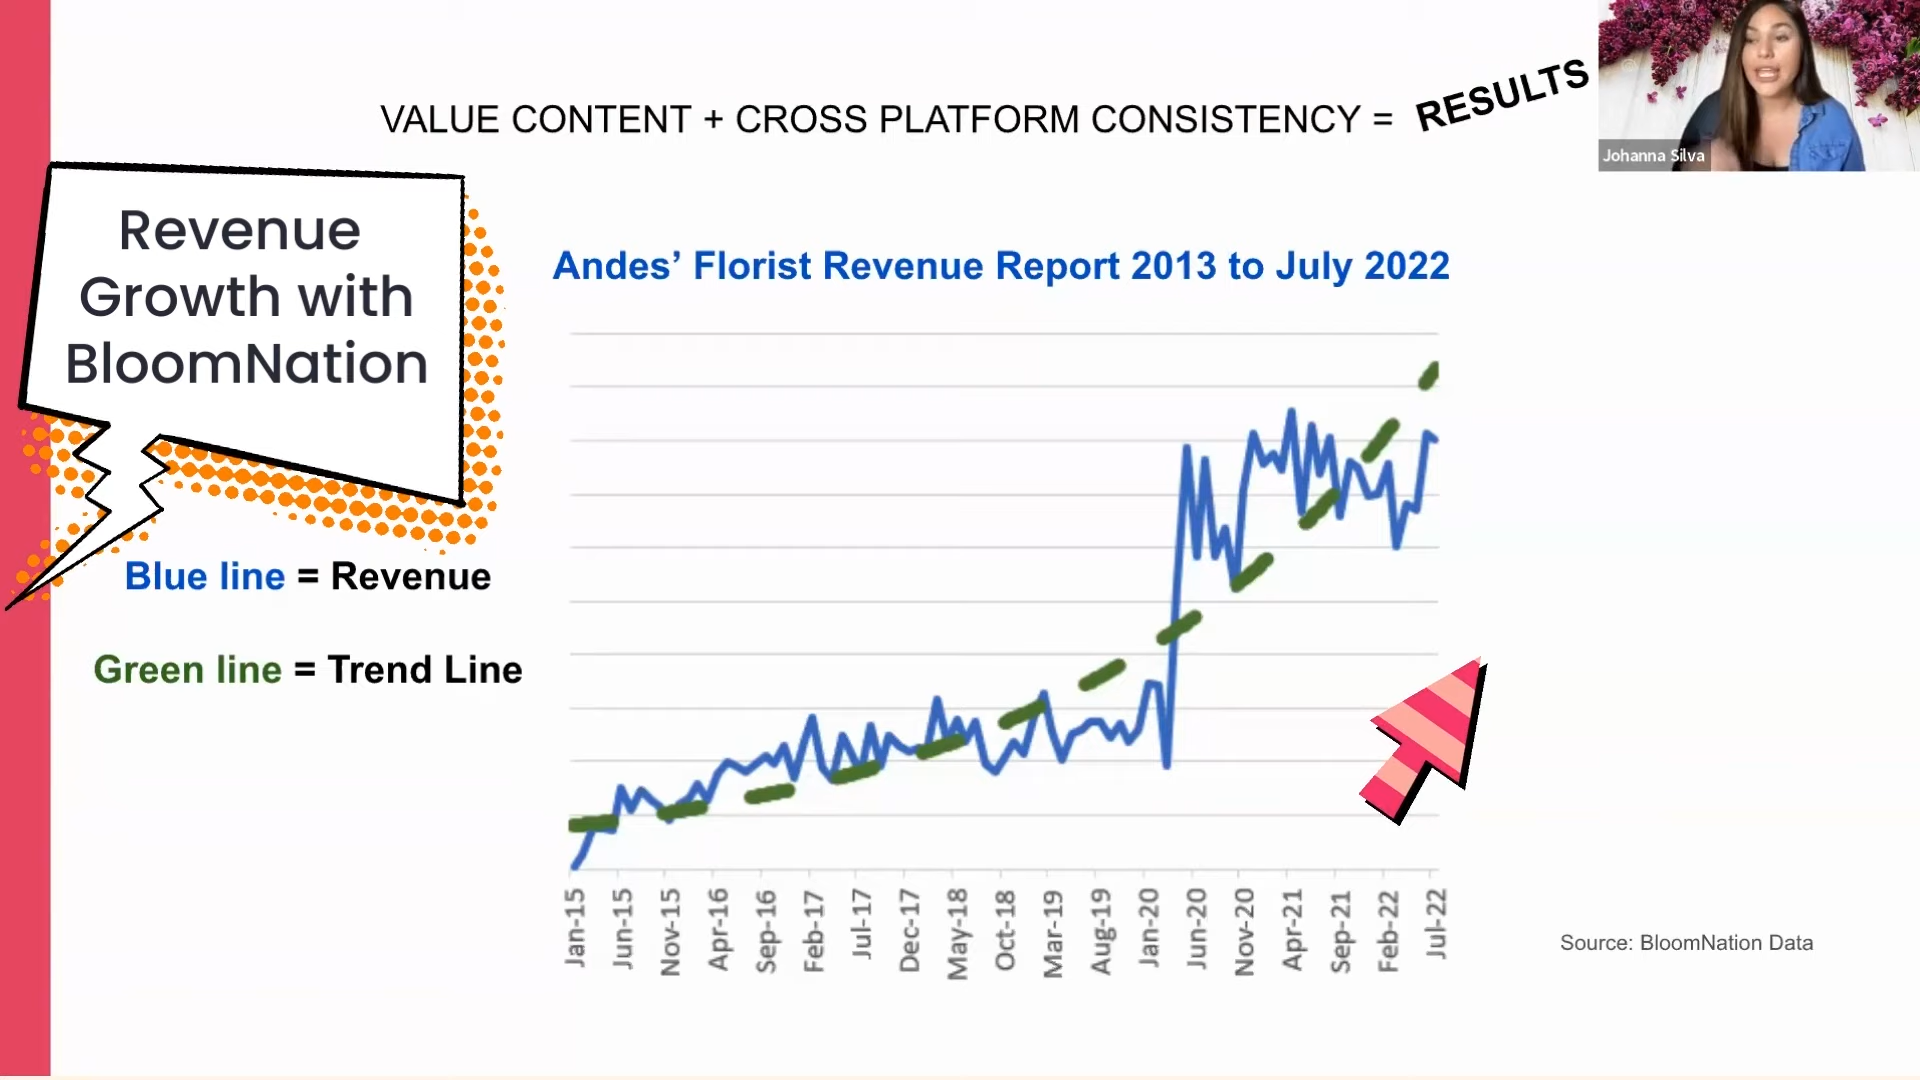 VALUE CONTENT + CROSS PLATFORM CONSISTENCY = RESULTS
Johanna Silva
Revenue
Growth with
BloomNation
Andes’ Florist Revenue Report 2013 to July 2022
Blue line = Revenue
Green line = Trend Line
Jan-15
Jun-15
Nov-15
Apr-16
Sep-16
Feb-17
Jul-17
Dec-17
May-18
Oct-18
Mar-19
Aug-19
Jan-20
Jun-20
Nov-20
Apr-21
Sep-21
Feb-22
Jul-22
Source: BloomNation Data